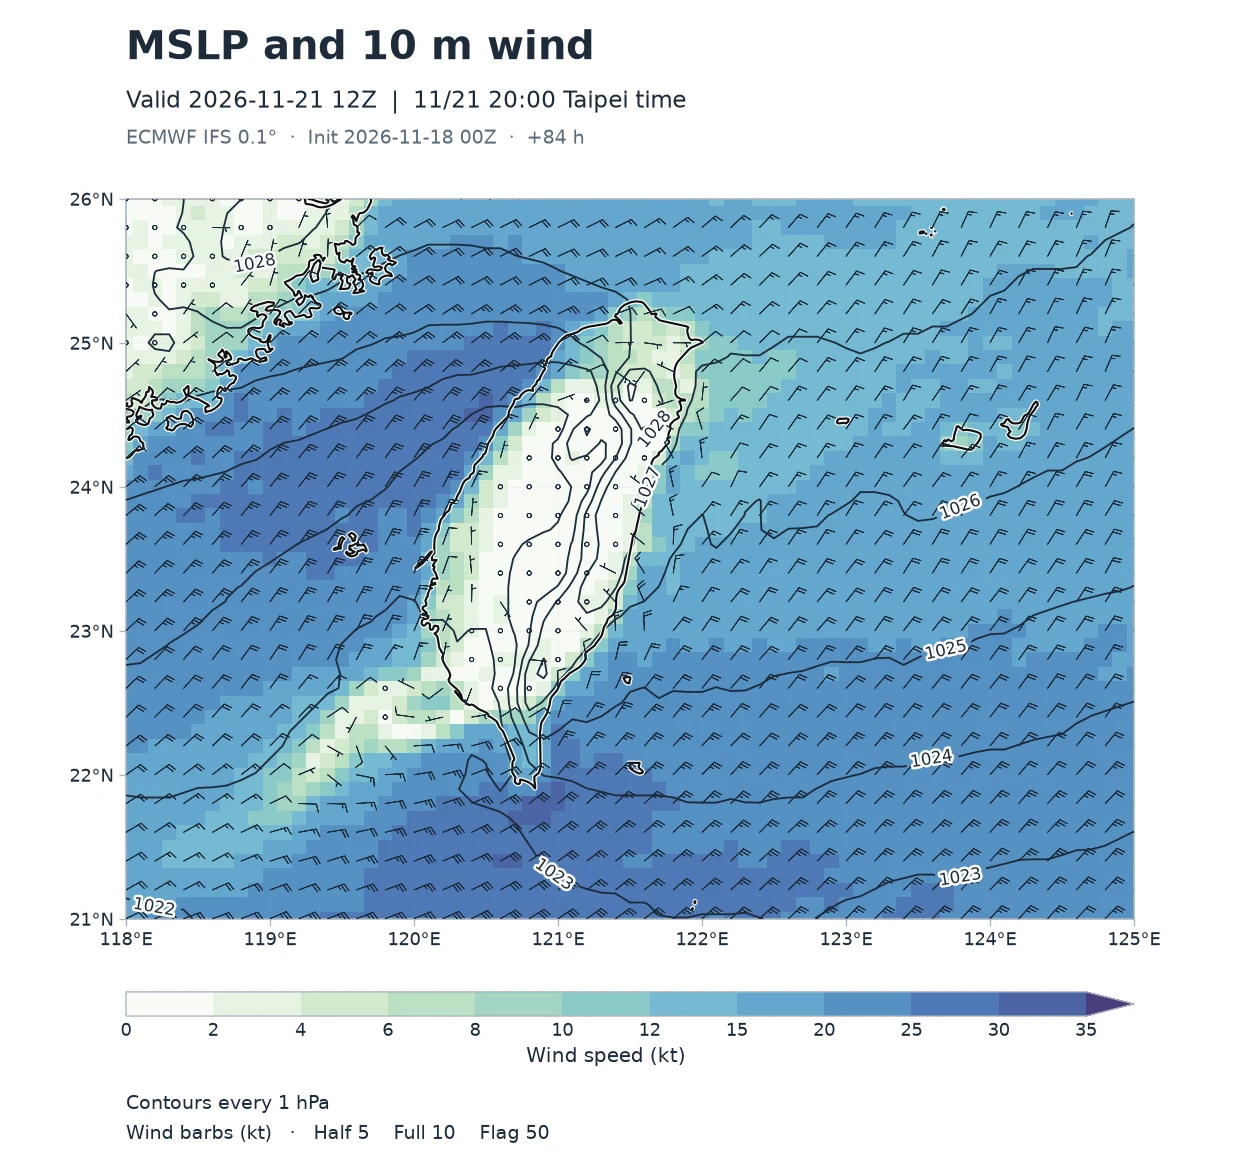 MSLP and 10 m wind
Valid 2026-11-21 12Z | 11/21 20:00 Taipei time
ECMWF IFS 0.1° · Init 2026-11-18 00Z · +84 h
26°N
1028
25°N
1028
24°N
1027
1026
23°N
1025
1024
22°N
1023
1023
1022
21°N
118°E 119°E 120°E 121°E 122°E 123°E 124°E 125°E
0 2 4 6 8 10 12 15 20 25 30 35
Wind speed (kt)
Contours every 1 hPa
Wind barbs (kt) · Half 5 Full 10 Flag 50